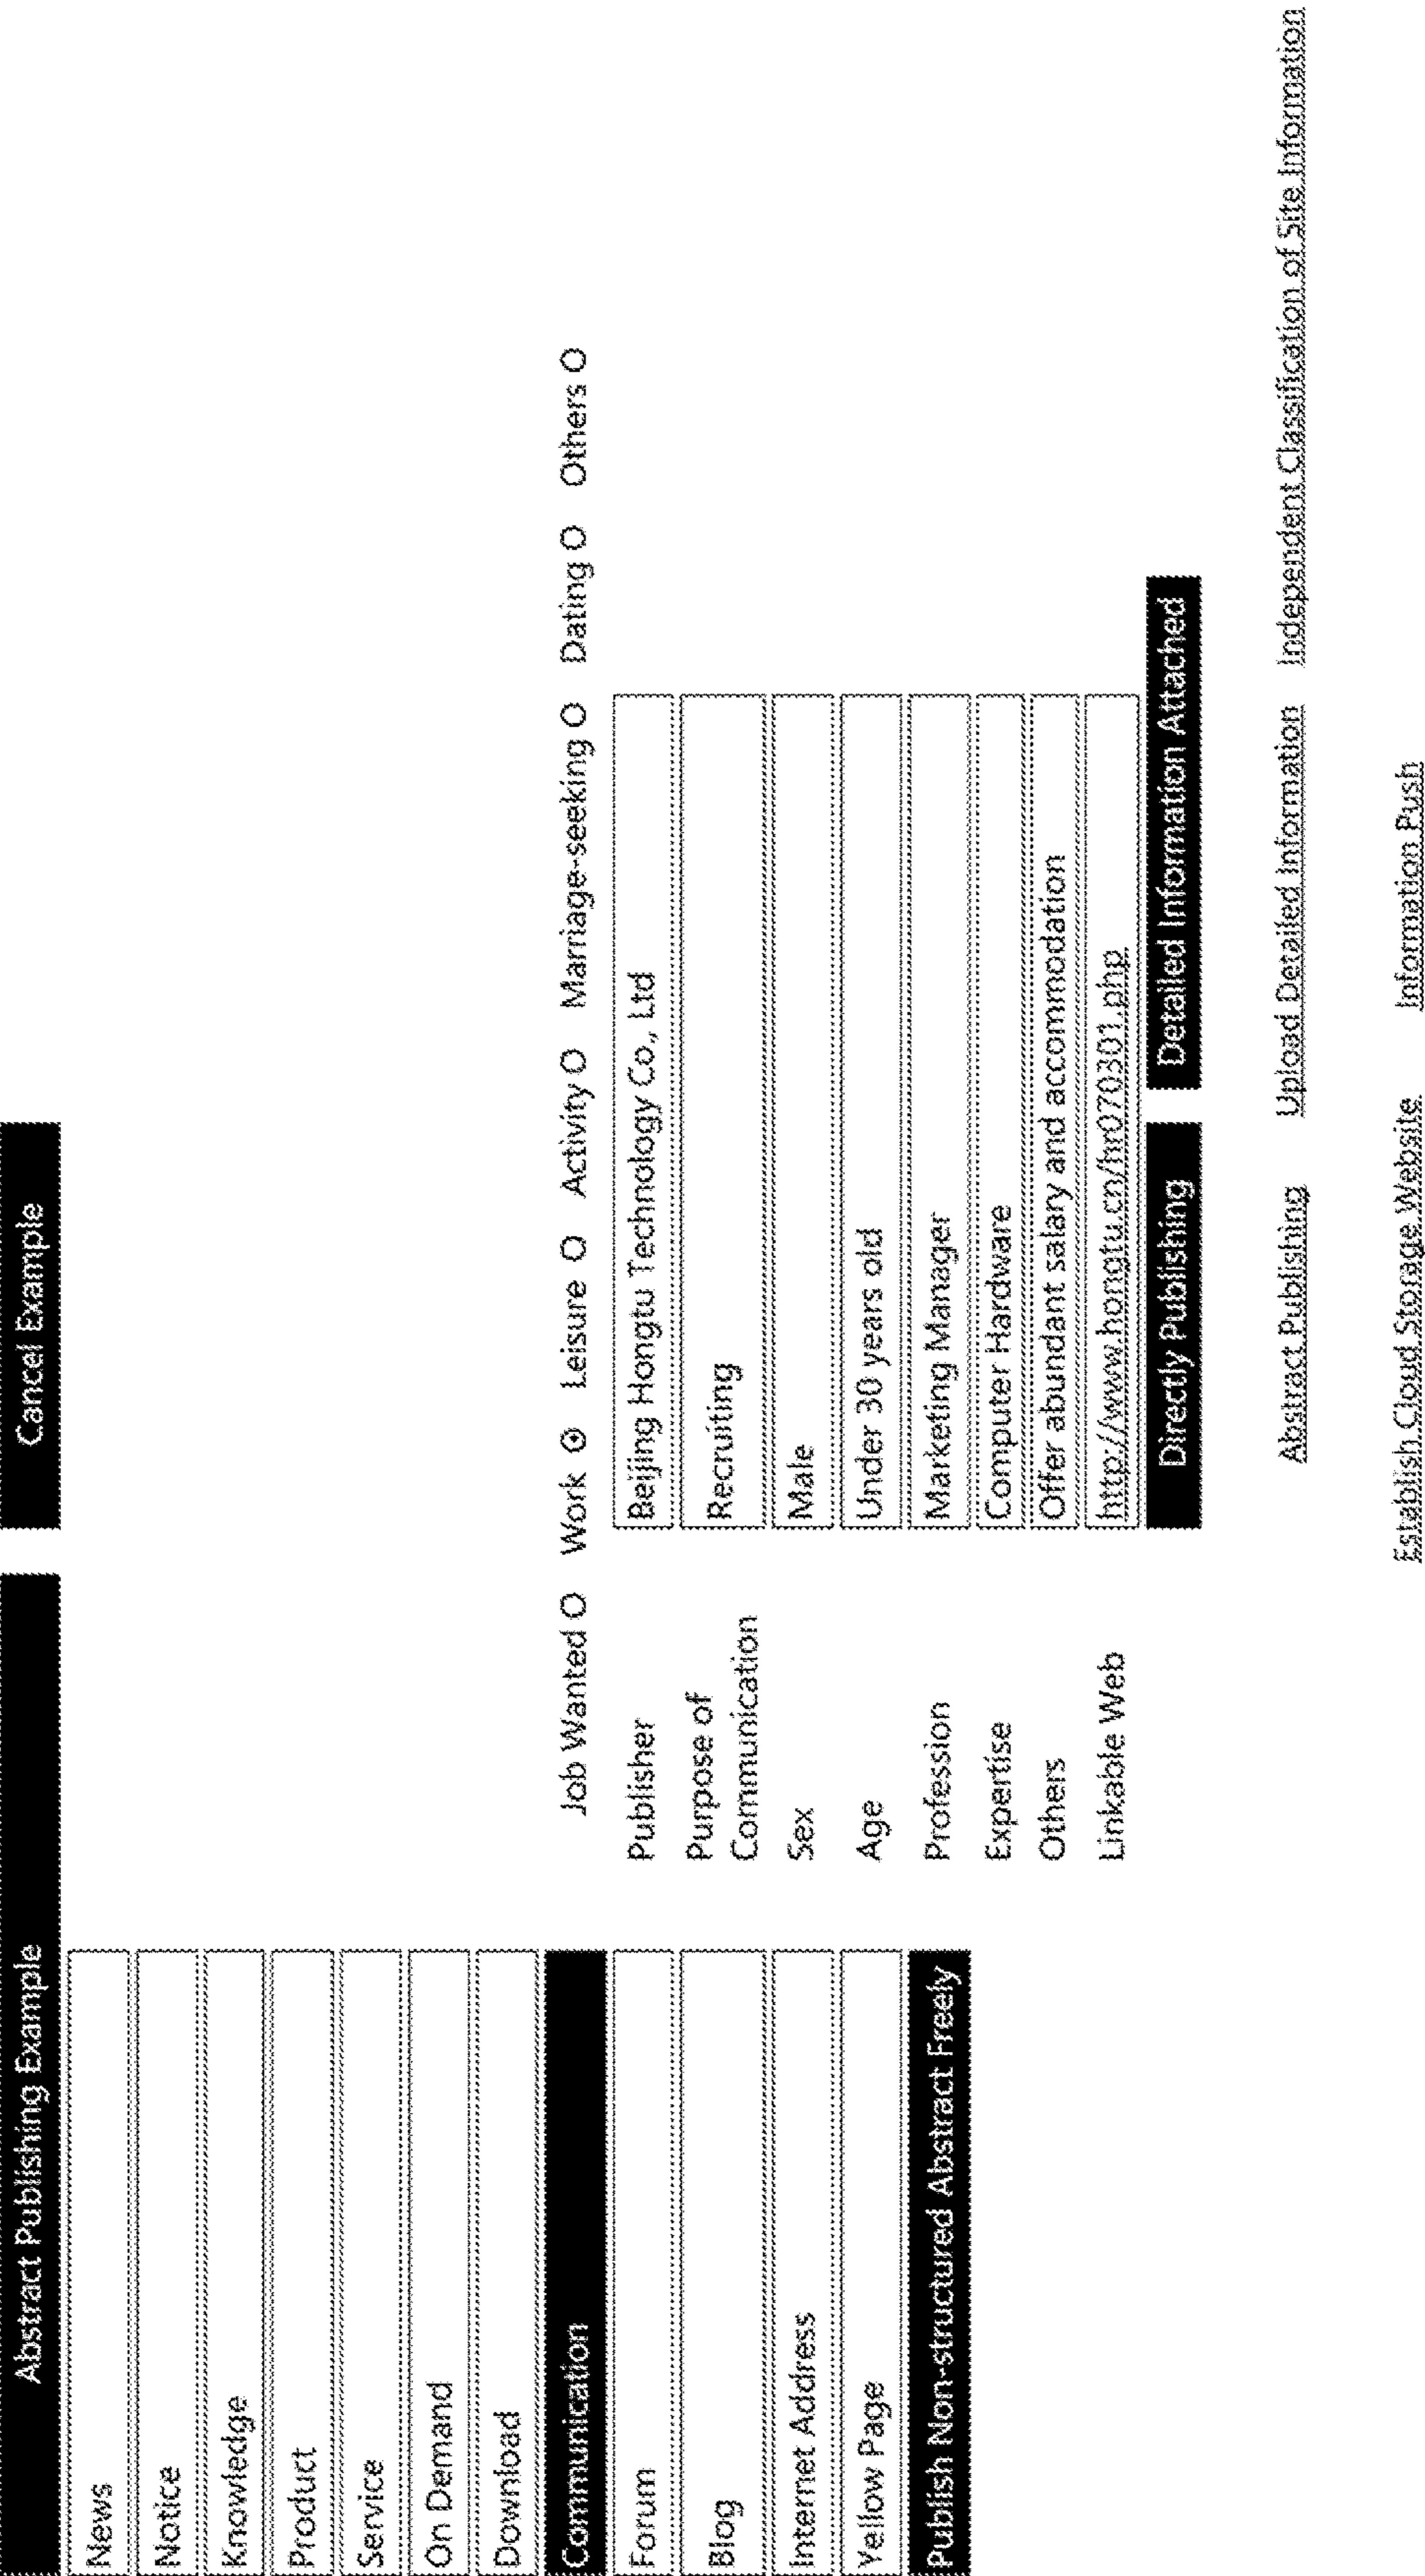 Abstract Publishing Example Cancel Example
News
Notice
Knowledge
Product
Service
On Demand
Download
Communication Job Wanted Work Leisure Activity Marriage-seeking Dating Others
Forum Publisher Beijing Hongtu Technology Co., Ltd
Blog Purpose of Communication Recruiting
Internet Address Sex Male
Yellow Page Age Under 30 years old
Publish Non-structured Abstract Freely Profession Marketing Manager
Expertise Computer Hardware
Others Offer abundant salary and accommodation
Linkable Web http://www.hongtu.cn/hr070301.php
Directly Publishing Detailed Information Attached
Abstract Publishing Upload Detailed Information Independent Classification of Site Information
Establish Cloud Storage Website Information Push